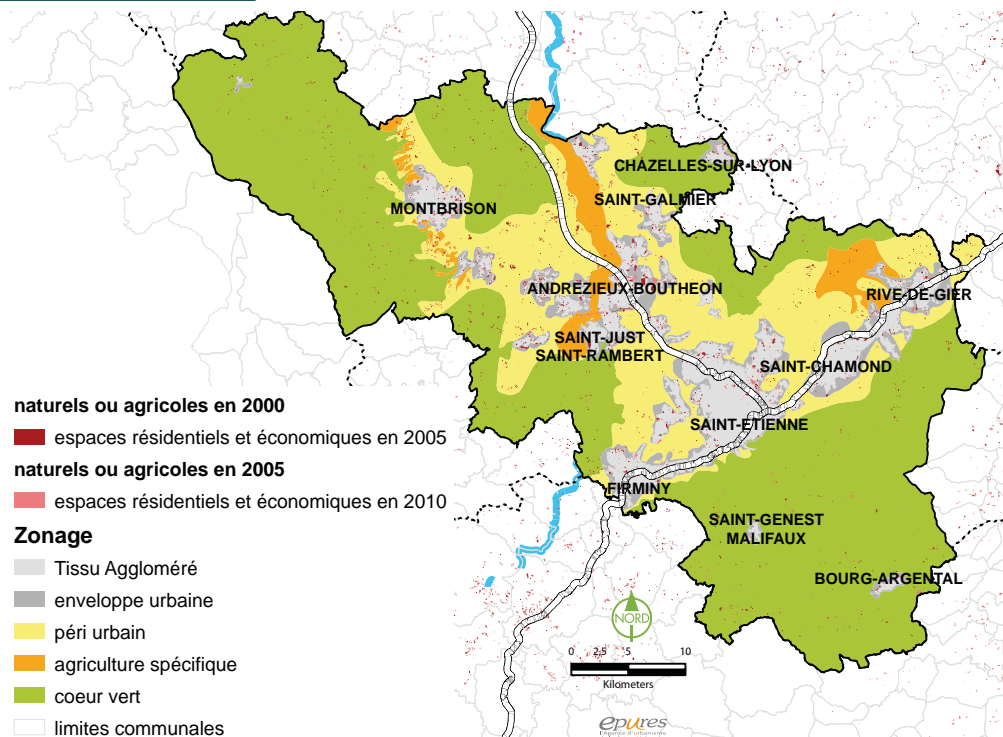 CHAZELLES-SUR-LYON
SAINT-GALMIER
MONTBRISON
ANDREZIEUX-BOUTHEON
RIVE-DE-GIER
SAINT-JUST
SAINT-RAMBERT
SAINT-CHAMOND
SAINT-ETIENNE
FIRMINY
SAINT-GENEST
MALIFAUX
BOURG-ARGENTAL
naturels ou agricoles en 2000
espaces résidentiels et économiques en 2005
naturels ou agricoles en 2005
espaces résidentiels et économiques en 2010
Zonage
Tissu Aggloméré
enveloppe urbaine
péri urbain
agriculture spécifique
coeur vert
limites communales
NORD
0 2,5 5 10
Kilometers
epures
l'Agence d'urbanisme